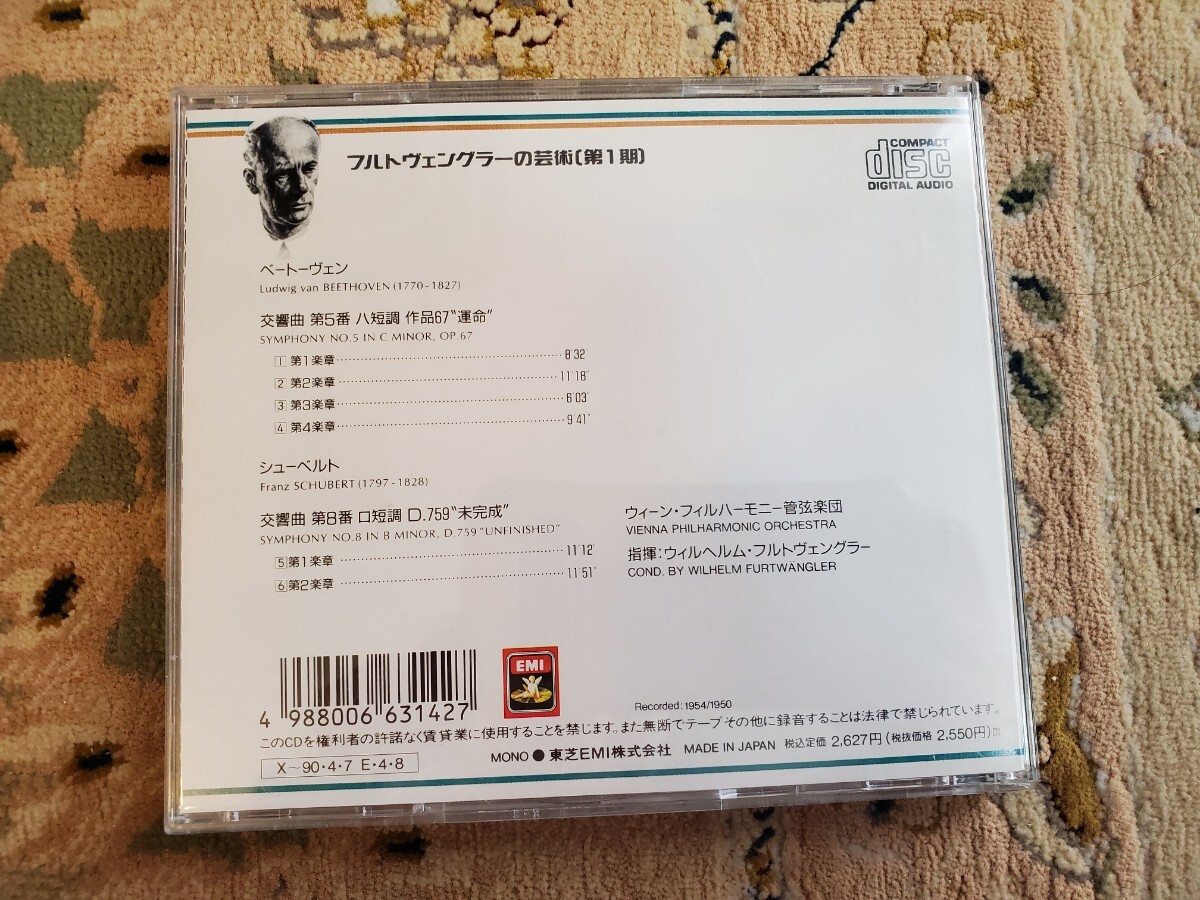 フルトヴェングラーの芸術〔第1期〕
COMPACT
disc
DIGITAL AUDIO
ベートーヴェン
Ludwig van BEETHOVEN (1770-1827)
交響曲 第5番 ハ短調 作品67“運命”
SYMPHONY NO.5 IN C MINOR, OP.67
1 第1楽章 8'32"
2 第2楽章 11'18"
3 第3楽章 6'03"
4 第4楽章 9'41"
シューベルト
Franz SCHUBERT (1797-1828)
交響曲 第8番 ロ短調 D.759“未完成”
SYMPHONY NO.8 IN B MINOR, D.759 “UNFINISHED”
5 第1楽章 11'12"
6 第2楽章 11'51"
ウィーン・フィルハーモニー管弦楽団
VIENNA PHILHARMONIC ORCHESTRA
指揮：ウィルヘルム・フルトヴェングラー
COND. BY WILHELM FURTWÄNGLER
EMI
4 988006 631427
Recorded: 1954/1950
このCDを権利者の許諾なく賃貸業に使用することを禁じます。また無断でテープその他に録音することは法律で禁じられています。
X〜90・4・7 E・4・8
MONO ● 東芝EMI株式会社 MADE IN JAPAN 税込定価 2,627円(税抜価格 2,550円)